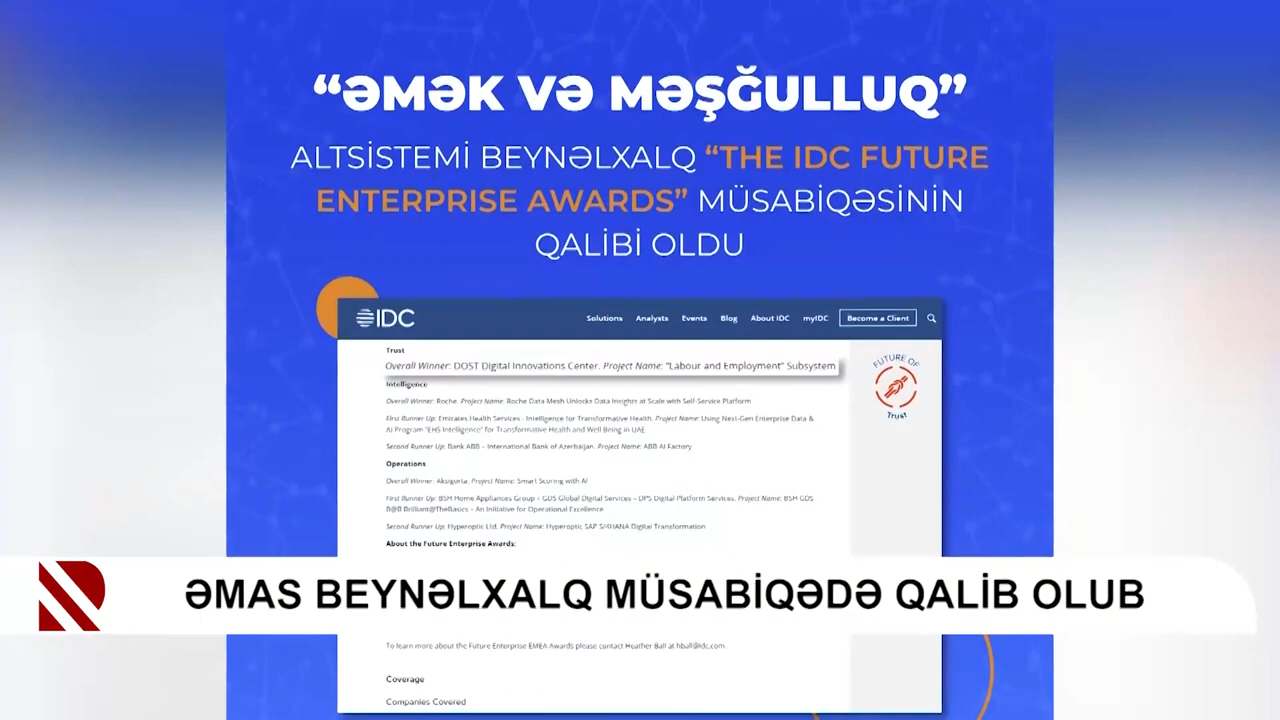 “ƏMƏK VƏ MƏŞĞULLUQ”
ALTSİSTEMİ BEYNƏLXALQ “THE IDC FUTURE
ENTERPRISE AWARDS” MÜSABİQƏSİNİN
QALİBİ OLDU
IDC
Solutions Analysts Events Blog About IDC myIDC Become a Client
Trust
Overall Winner: DOST Digital Innovations Center. Project Name: “Labour and Employment” Subsystem
FUTURE OF
Trust
Intelligence
Overall Winner: Roche. Project Name: Roche Data Mesh Unlocks Data Insights at Scale with Self-Service Platform
First Runner Up: Emirates Health Services - Intelligence for Transformative Health. Project Name: Using Next-Gen Enterprise Data &
AI Program “EHS Intelligence” for Transformative Health and Well Being in UAE
Second Runner Up: Bank ABB – International Bank of Azerbaijan. Project Name: ABB AI Factory
Operations
Overall Winner: Aksigorta. Project Name: Smart Scoring with AI
First Runner Up: BSH Home Appliances Group – GDS Global Digital Services – DPS Digital Platform Services. Project Name: BSH GDS
Brilliant@TheBasics – An Initiative for Operational Excellence
Second Runner Up: Hyperoptic Ltd. Project Name: Hyperoptic SAP S/4HANA Digital Transformation
About the Future Enterprise Awards:
ƏMAS BEYNƏLXALQ MÜSABİQƏDƏ QALİB OLUB
To learn more about the Future Enterprise EMEA Awards please contact Heather Ball at hball@idc.com
Coverage
Companies Covered